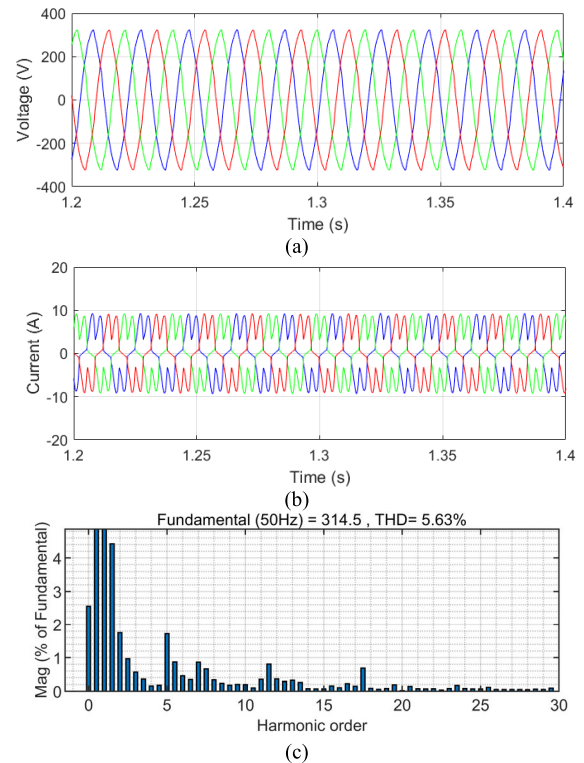 400
200
0
-200
-400
Voltage (V)
1.2 1.25 1.3 1.35 1.4
Time (s)
(a)
20
10
0
-10
-20
Current (A)
1.2 1.25 1.3 1.35 1.4
Time (s)
(b)
Fundamental (50Hz) = 314.5 , THD= 5.63%
4
3
2
1
0
Mag (% of Fundamental)
0 5 10 15 20 25 30
Harmonic order
(c)